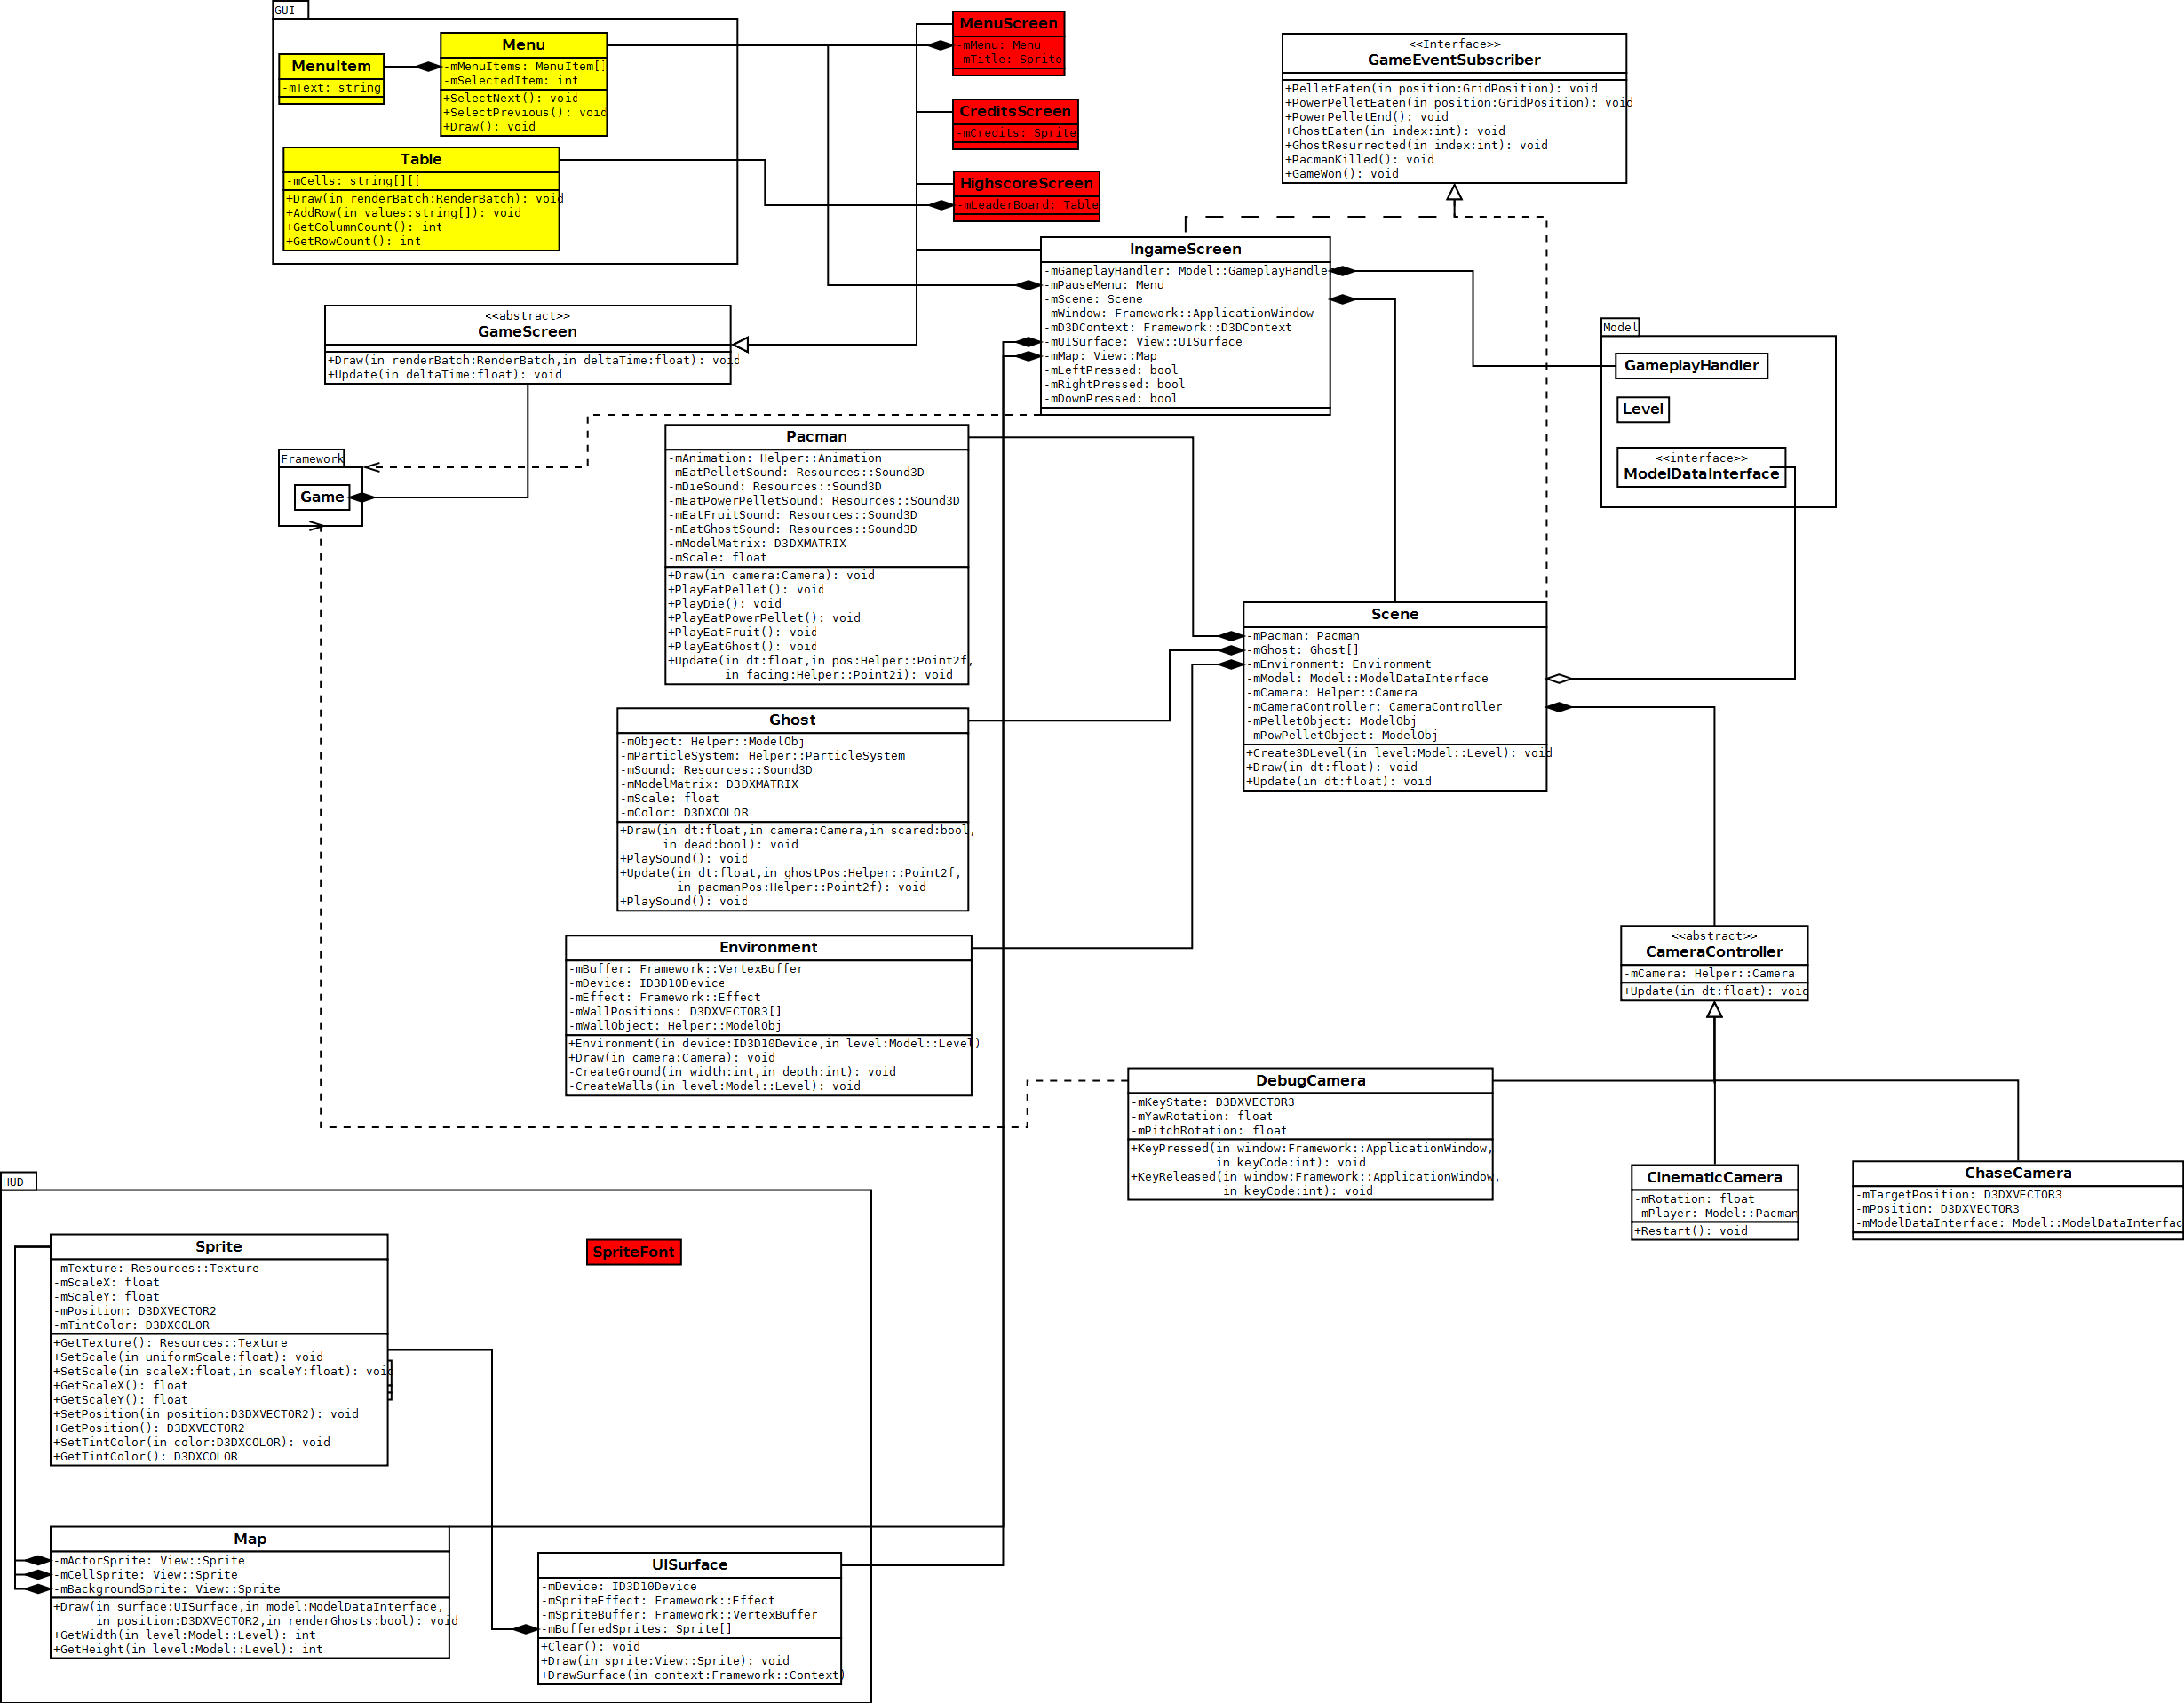 GUI
MenuItem
-mText: string
Menu
-mMenuItems: MenuItem[]
-mSelectedItem: int
+SelectNext(): void
+SelectPrevious(): void
+Draw(): void
Table
-mCells: string[][]
+Draw(in renderBatch:RenderBatch): void
+AddRow(in values:string[]): void
+GetColumnCount(): int
+GetRowCount(): int
MenuScreen
-mMenu: Menu
-mTitle: Sprite
CreditsScreen
-mCredits: Sprite
HighscoreScreen
-mLeaderBoard: Table
<<Interface>>
GameEventSubscriber
+PelletEaten(in position:GridPosition): void
+PowerPelletEaten(in position:GridPosition): void
+PowerPelletEnd(): void
+GhostEaten(in index:int): void
+GhostResurrected(in index:int): void
+PacmanKilled(): void
+GameWon(): void
IngameScreen
-mGameplayHandler: Model::GameplayHandle
-mPauseMenu: Menu
-mScene: Scene
-mWindow: Framework::ApplicationWindow
-mD3DContext: Framework::D3DContext
-mUISurface: View::UISurface
-mMap: View::Map
-mLeftPressed: bool
-mRightPressed: bool
-mDownPressed: bool
<<abstract>>
GameScreen
+Draw(in renderBatch:RenderBatch,in deltaTime:float): void
+Update(in deltaTime:float): void
Model
GameplayHandler
Level
<<interface>>
ModelDataInterface
Framework
Game
Pacman
-mAnimation: Helper::Animation
-mEatPelletSound: Resources::Sound3D
-mDieSound: Resources::Sound3D
-mEatPowerPelletSound: Resources::Sound3D
-mEatFruitSound: Resources::Sound3D
-mEatGhostSound: Resources::Sound3D
-mModelMatrix: D3DXMATRIX
-mScale: float
+Draw(in camera:Camera): void
+PlayEatPellet(): void
+PlayDie(): void
+PlayEatPowerPellet(): void
+PlayEatFruit(): void
+PlayEatGhost(): void
+Update(in dt:float,in pos:Helper::Point2f,
in facing:Helper::Point2i): void
Scene
-mPacman: Pacman
-mGhost: Ghost[]
-mEnvironment: Environment
-mModel: Model::ModelDataInterface
-mCamera: Helper::Camera
-mCameraController: CameraController
-mPelletObject: ModelObj
-mPowPelletObject: ModelObj
+Create3DLevel(in level:Model::Level): void
+Draw(in dt:float): void
+Update(in dt:float): void
Ghost
-mObject: Helper::ModelObj
-mParticleSystem: Helper::ParticleSystem
-mSound: Resources::Sound3D
-mModelMatrix: D3DXMATRIX
-mScale: float
-mColor: D3DXCOLOR
+Draw(in dt:float,in camera:Camera,in scared:bool,
in dead:bool): void
+PlaySound(): void
+Update(in dt:float,in ghostPos:Helper::Point2f,
in pacmanPos:Helper::Point2f): void
+PlaySound(): void
Environment
-mBuffer: Framework::VertexBuffer
-mDevice: ID3D10Device
-mEffect: Framework::Effect
-mWallPositions: D3DXVECTOR3[]
-mWallObject: Helper::ModelObj
+Environment(in device:ID3D10Device,in level:Model::Level)
+Draw(in camera:Camera): void
-CreateGround(in width:int,in depth:int): void
-CreateWalls(in level:Model::Level): void
<<abstract>>
CameraController
-mCamera: Helper::Camera
+Update(in dt:float): void
DebugCamera
-mKeyState: D3DXVECTOR3
-mYawRotation: float
-mPitchRotation: float
+KeyPressed(in window:Framework::ApplicationWindow,
in keyCode:int): void
+KeyReleased(in window:Framework::ApplicationWindow,
in keyCode:int): void
CinematicCamera
-mRotation: float
-mPlayer: Model::Pacman
+Restart(): void
ChaseCamera
-mTargetPosition: D3DXVECTOR3
-mPosition: D3DXVECTOR3
-mModelDataInterface: Model::ModelDataInterfac
HUD
Sprite
-mTexture: Resources::Texture
-mScaleX: float
-mScaleY: float
-mPosition: D3DXVECTOR2
-mTintColor: D3DXCOLOR
+GetTexture(): Resources::Texture
+SetScale(in uniformScale:float): void
+SetScale(in scaleX:float,in scaleY:float): void
+GetScaleX(): float
+GetScaleY(): float
+SetPosition(in position:D3DXVECTOR2): void
+GetPosition(): D3DXVECTOR2
+SetTintColor(in color:D3DXCOLOR): void
+GetTintColor(): D3DXCOLOR
SpriteFont
Map
-mActorSprite: View::Sprite
-mCellSprite: View::Sprite
-mBackgroundSprite: View::Sprite
+Draw(in surface:UISurface,in model:ModelDataInterface,
in position:D3DXVECTOR2,in renderGhosts:bool): void
+GetWidth(in level:Model::Level): int
+GetHeight(in level:Model::Level): int
UISurface
-mDevice: ID3D10Device
-mSpriteEffect: Framework::Effect
-mSpriteBuffer: Framework::VertexBuffer
-mBufferedSprites: Sprite[]
+Clear(): void
+Draw(in sprite:View::Sprite): void
+DrawSurface(in context:Framework::Context)